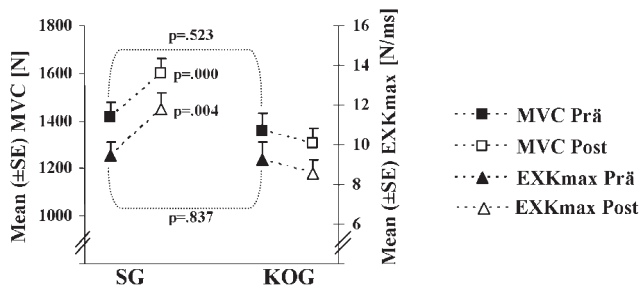 Mean (±SE) MVC [N]
1800
1600
1400
1200
1000
p=.523
p=.000
p=.004
p=.837
SG
KOG
16
14
12
10
8
6
Mean (±SE) EXKmax [N/ms]
MVC Prä
MVC Post
EXKmax Prä
EXKmax Post